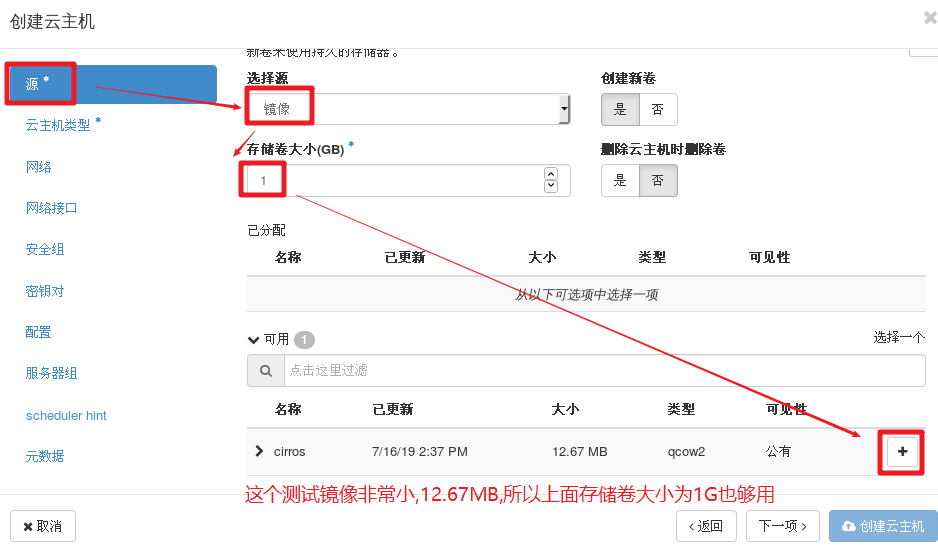 创建云主机
新卷来使用持久的存储器。
源 *
云主机类型 *
网络
网络接口
安全组
密钥对
配置
服务器组
scheduler hint
元数据
选择源
创建新卷
镜像
是 否
存储卷大小(GB) *
删除云主机时删除卷
1
是 否
已分配
名称 已更新 大小 类型 可见性
从以下可选项中选择一项
可用 1
选择一个
点击这里过滤
名称 已更新 大小 类型 可见性
cirros 7/16/19 2:37 PM 12.67 MB qcow2 公有
这个测试镜像非常小,12.67MB,所以上面存储卷大小为1G也够用
取消
返回
下一项
创建云主机